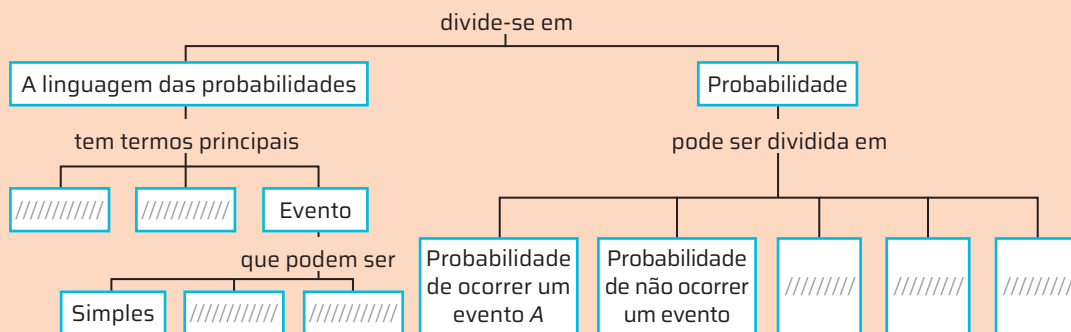 divide-se em
A linguagem das probabilidades
Probabilidade
tem termos principais
pode ser dividida em
////////////
////////////
Evento
que podem ser
Simples
////////////
////////////
Probabilidade
de ocorrer um
evento A
Probabilidade
de não ocorrer
um evento
/////////
/////////
/////////